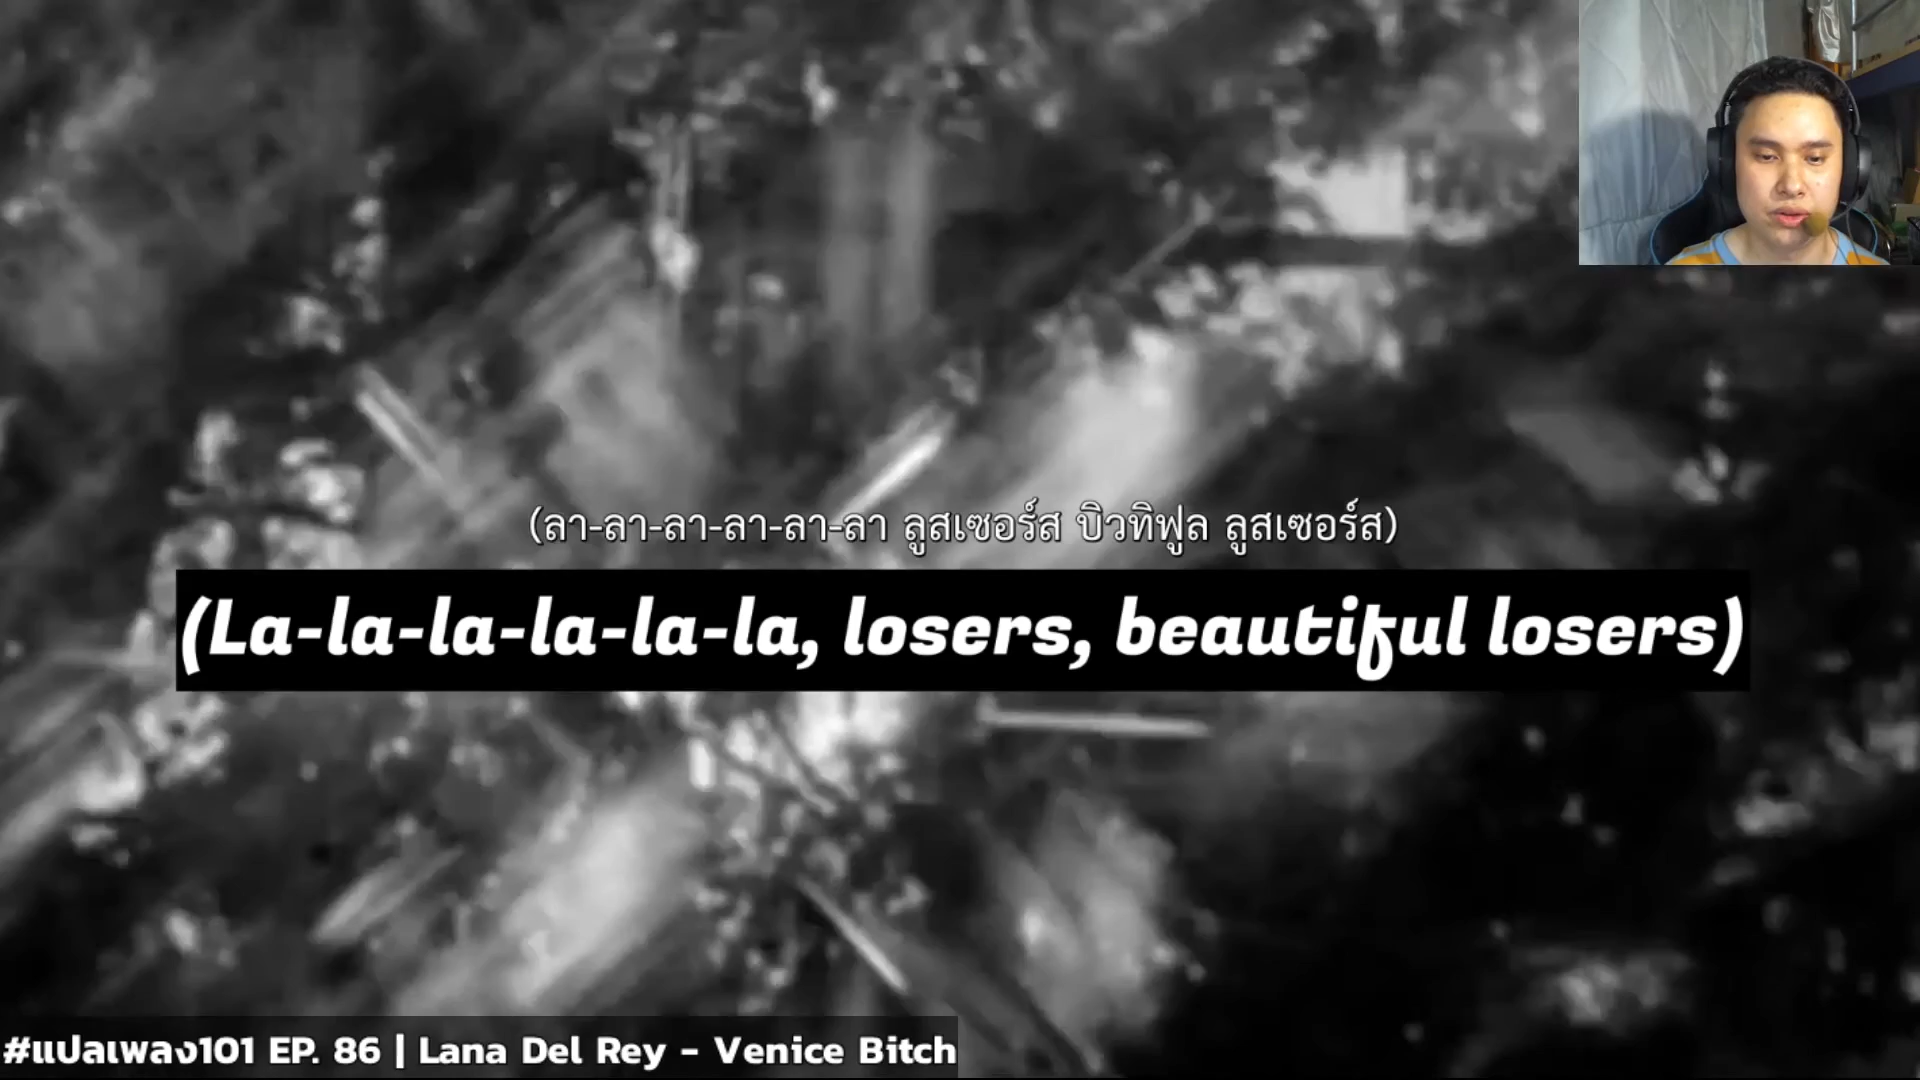 (ลา-ลา-ลา-ลา-ลา-ลา ลูสเซอร์ส บิวทิฟูล ลูสเซอร์ส)
(La-la-la-la-la-la, losers, beautiful losers)
#แปลเพลง101 EP. 86 | Lana Del Rey - Venice Bitch